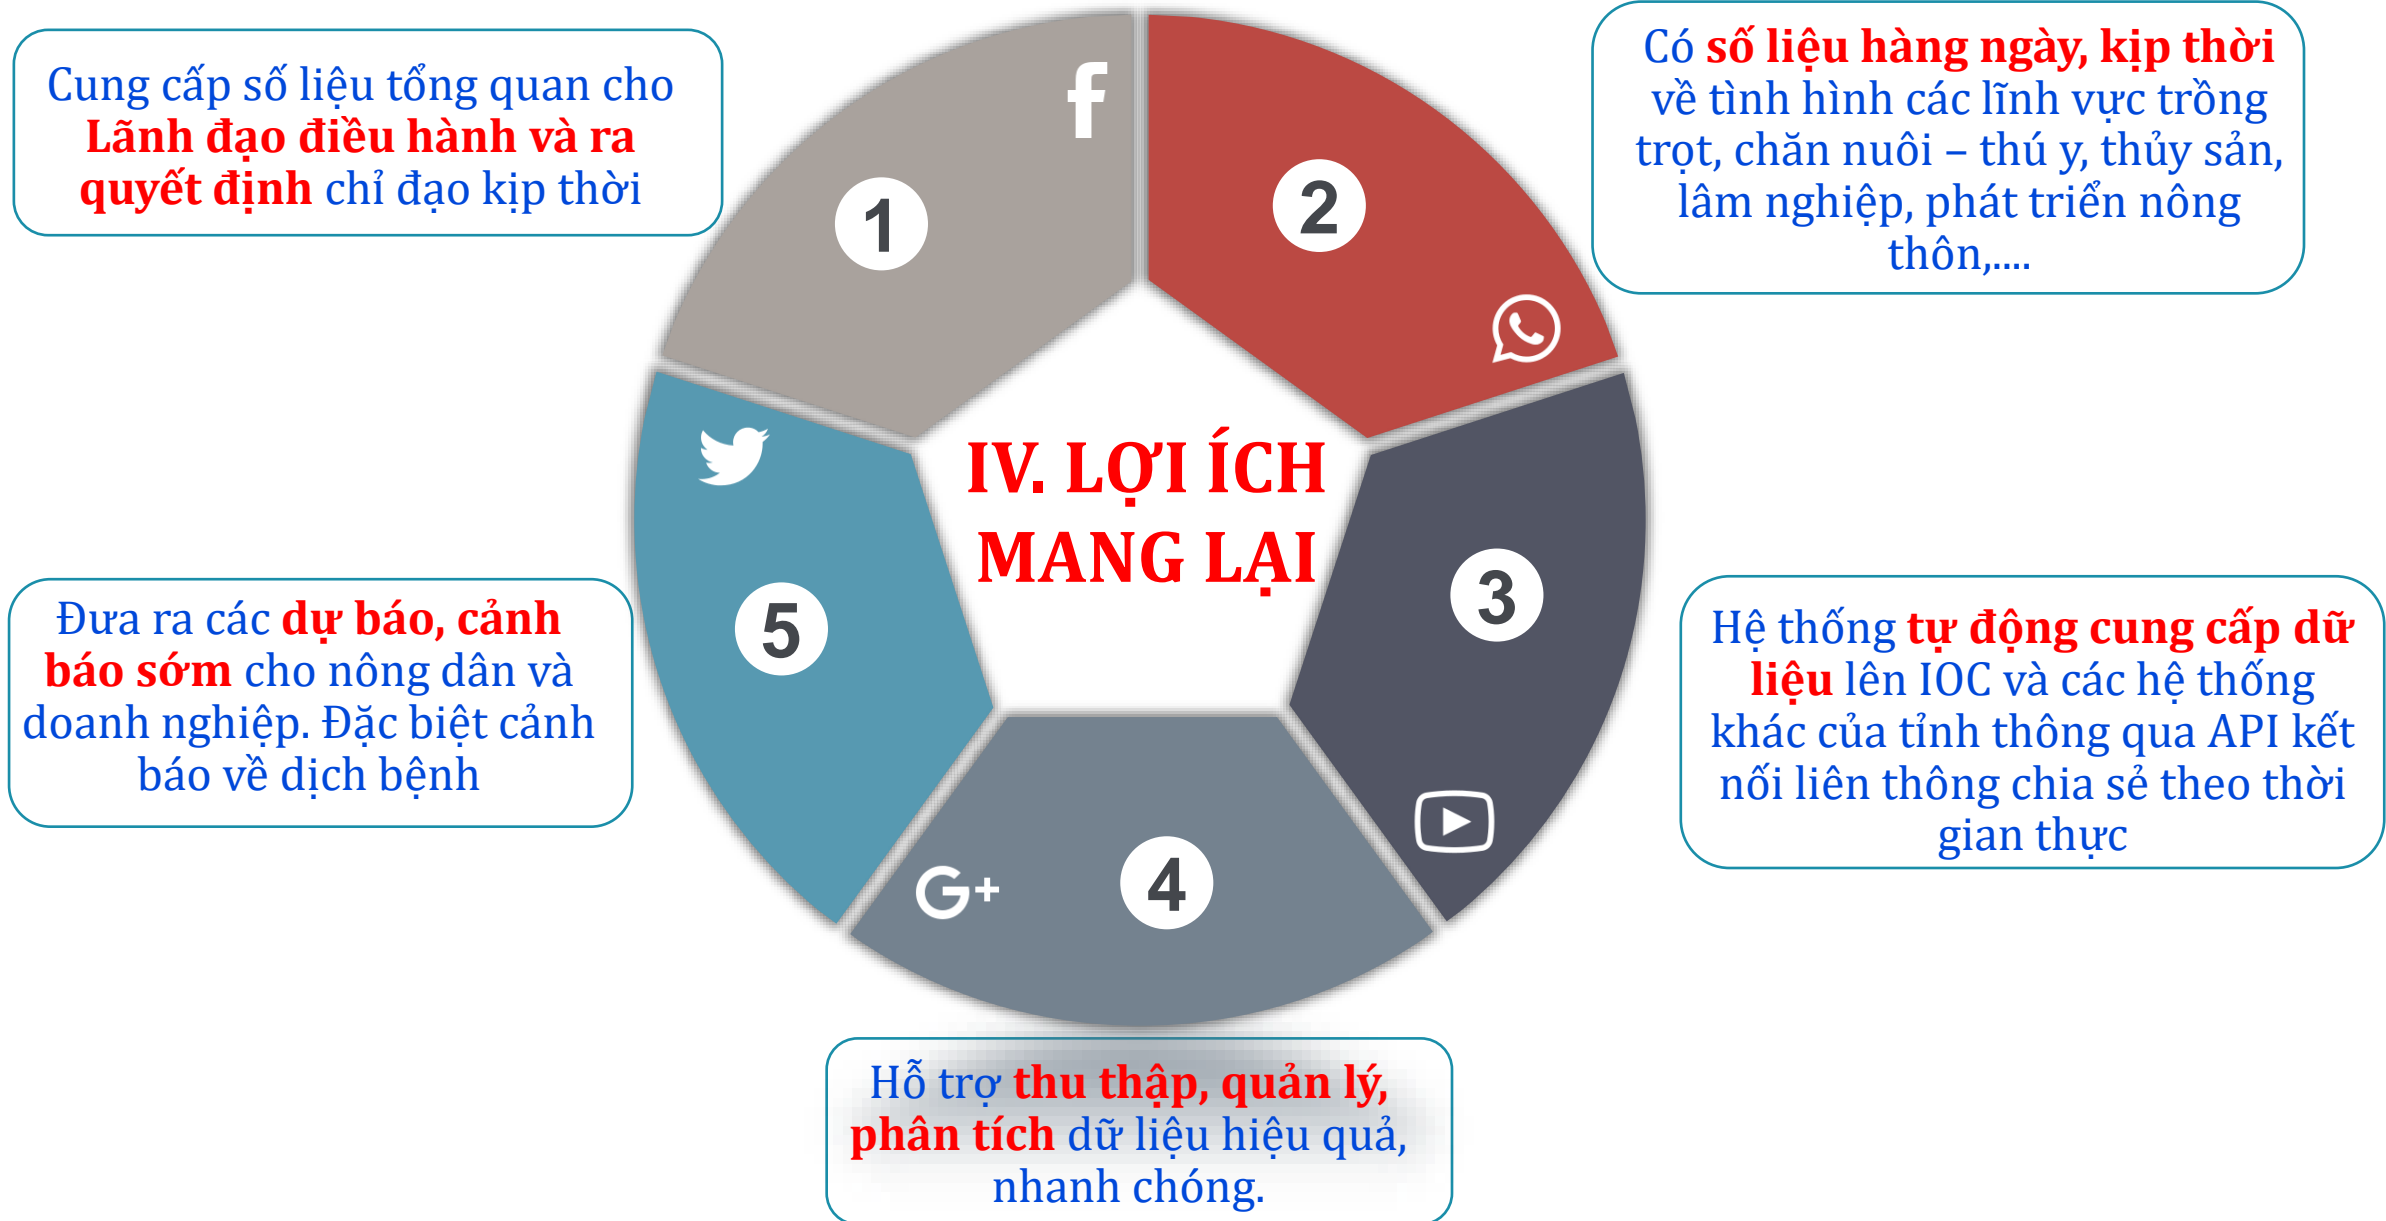 Cung cấp số liệu tổng quan cho
Lãnh đạo điều hành và ra
quyết định chỉ đạo kịp thời
1
f
2
Có số liệu hàng ngày, kịp thời
về tình hình các lĩnh vực trồng
trọt, chăn nuôi – thú y, thủy sản,
lâm nghiệp, phát triển nông
thôn,....
IV. LỢI ÍCH
MANG LẠI
3
Hệ thống tự động cung cấp dữ
liệu lên IOC và các hệ thống
khác của tỉnh thông qua API kết
nối liên thông chia sẻ theo thời
gian thực
4
G+
Hỗ trợ thu thập, quản lý,
phân tích dữ liệu hiệu quả,
nhanh chóng.
5
Đưa ra các dự báo, cảnh
báo sớm cho nông dân và
doanh nghiệp. Đặc biệt cảnh
báo về dịch bệnh